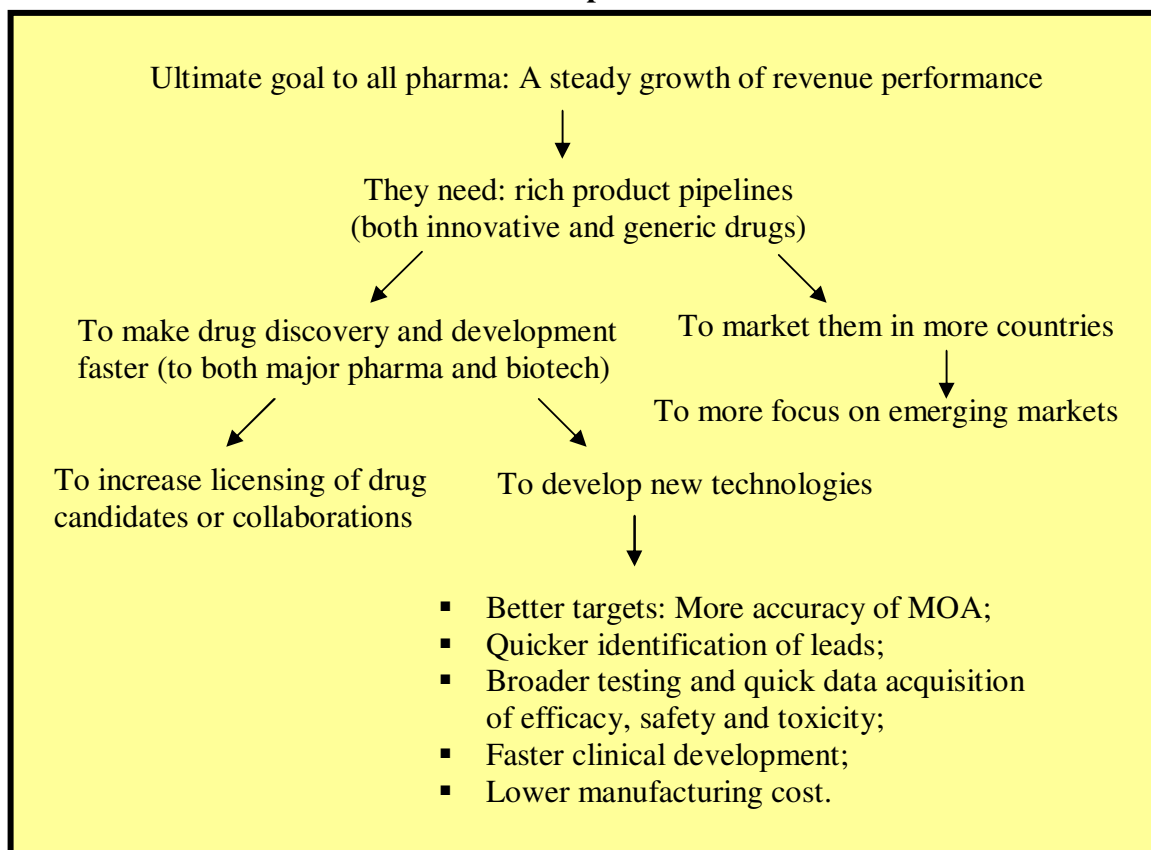 Ultimate goal to all pharma: A steady growth of revenue performance
They need: rich product pipelines
(both innovative and generic drugs)
To make drug discovery and development
faster (to both major pharma and biotech)
To market them in more countries
To more focus on emerging markets
To increase licensing of drug
candidates or collaborations
To develop new technologies
▪ Better targets: More accuracy of MOA;
▪ Quicker identification of leads;
▪ Broader testing and quick data acquisition
of efficacy, safety and toxicity;
▪ Faster clinical development;
▪ Lower manufacturing cost.